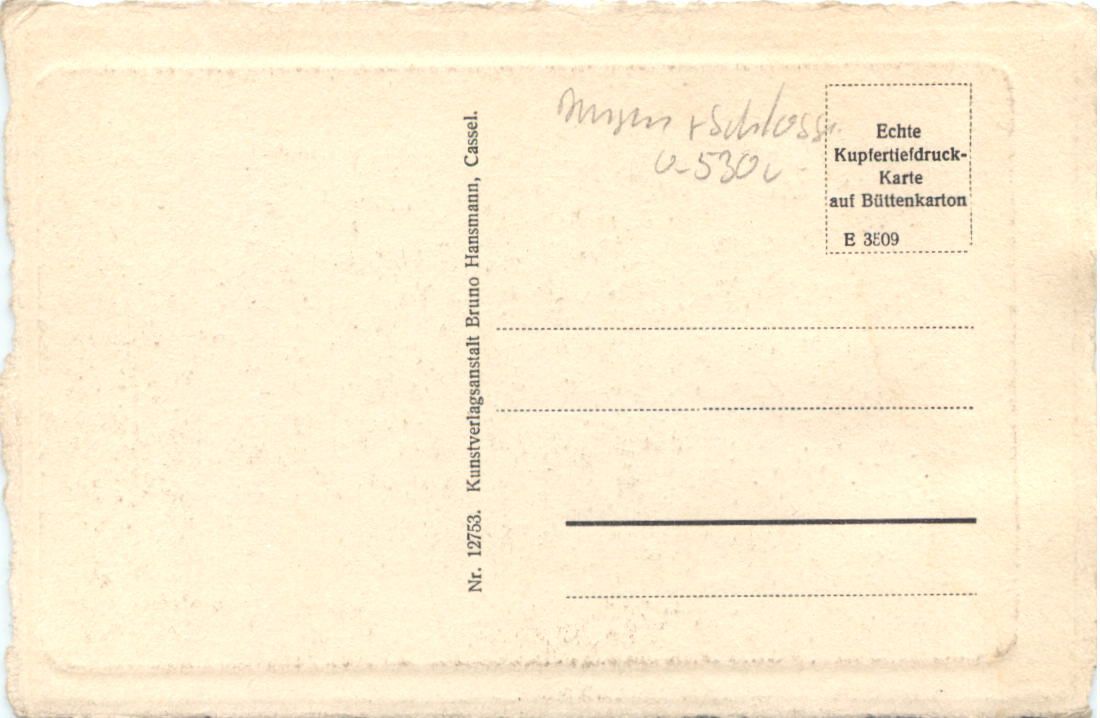 Nr. 12753. Kunstverlagsanstalt Bruno Hansmann, Cassel.
+ Schloss
Echte
Kupfertiefdruck-
Karte
auf Büttenkarton
E 3509